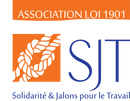 ASSOCIATION LOI 1901
SJT
Solidarité & Jalons pour le Travail